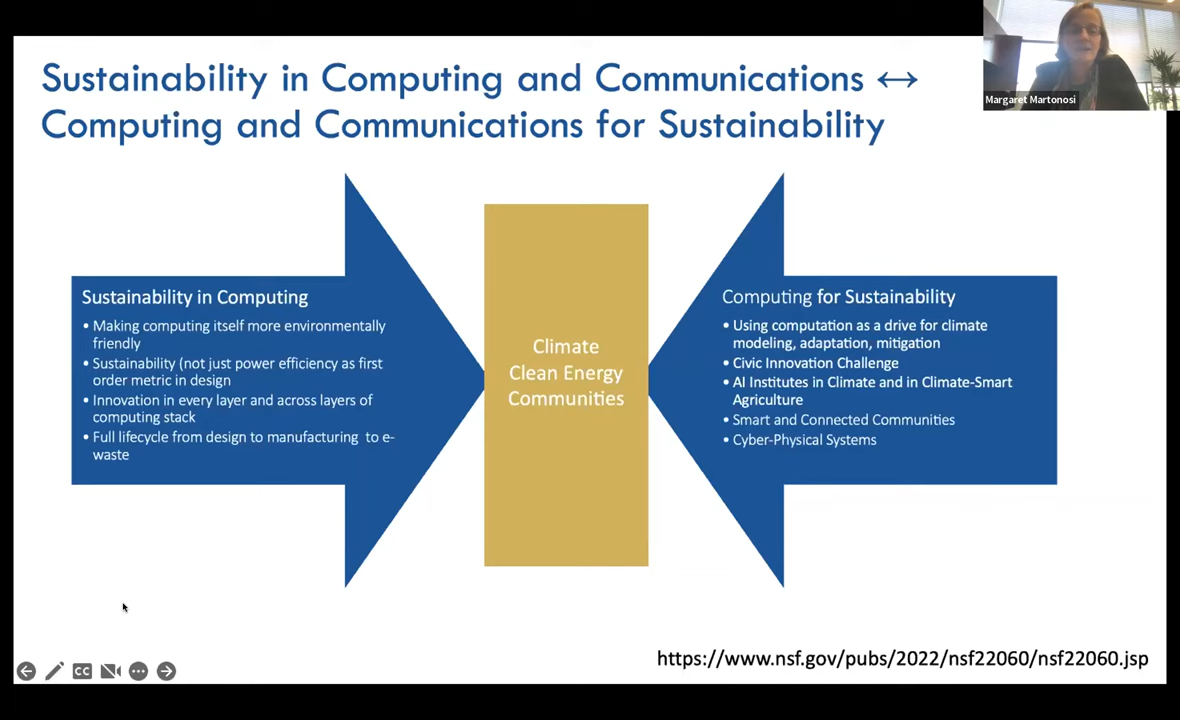 Sustainability in Computing and Communications ↔
Computing and Communications for Sustainability
Margaret Martonosi
Sustainability in Computing
• Making computing itself more environmentally
friendly
• Sustainability (not just power efficiency as first
order metric in design
• Innovation in every layer and across layers of
computing stack
• Full lifecycle from design to manufacturing to e-
waste
Climate
Clean Energy
Communities
Computing for Sustainability
• Using computation as a drive for climate
modeling, adaptation, mitigation
• Civic Innovation Challenge
• AI Institutes in Climate and in Climate-Smart
Agriculture
• Smart and Connected Communities
• Cyber-Physical Systems
CC
https://www.nsf.gov/pubs/2022/nsf22060/nsf22060.jsp